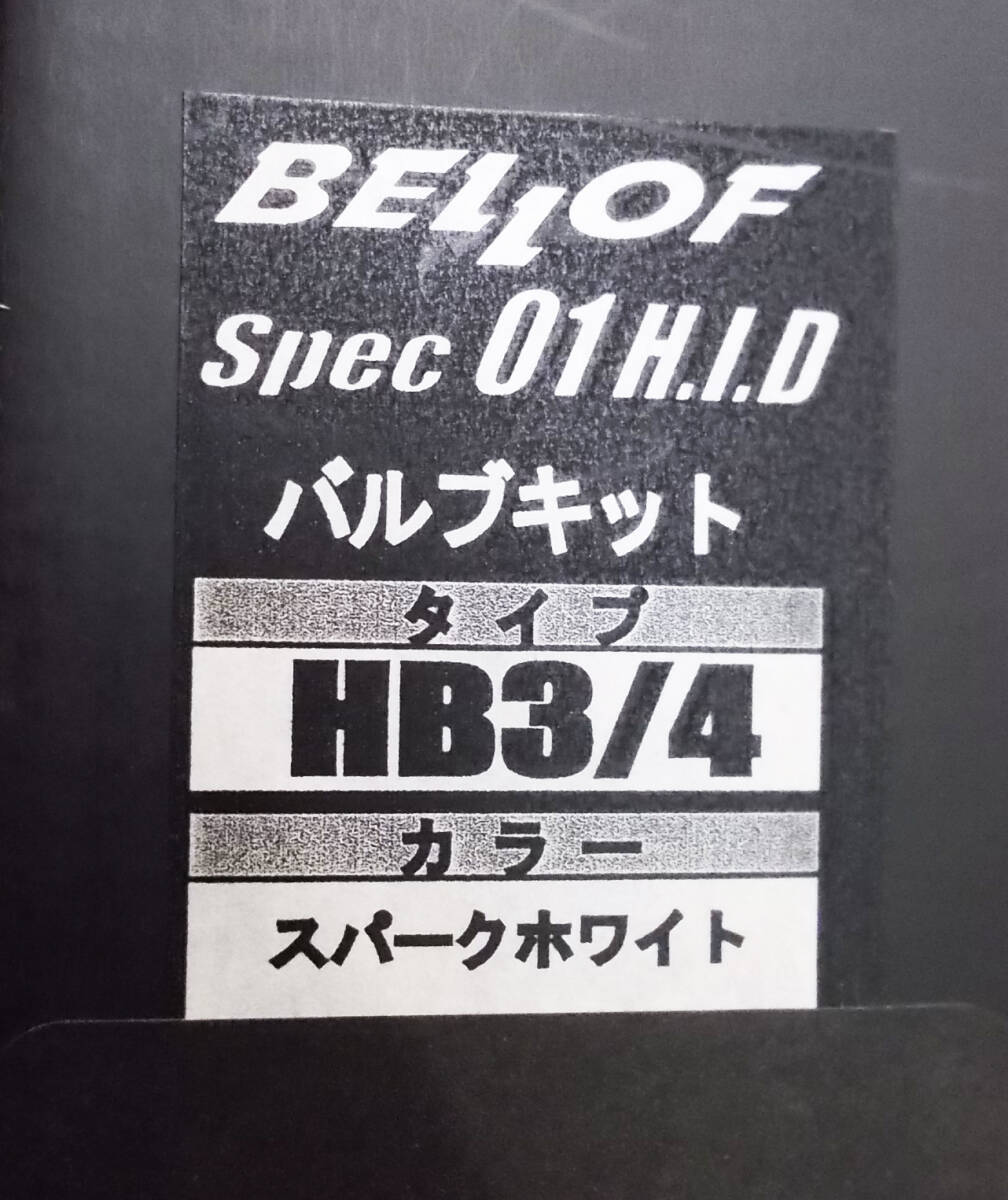 BELLOF
Spec 01 H.I.D
バルブキット
タイプ
HB3/4
カラー
スパークホワイト